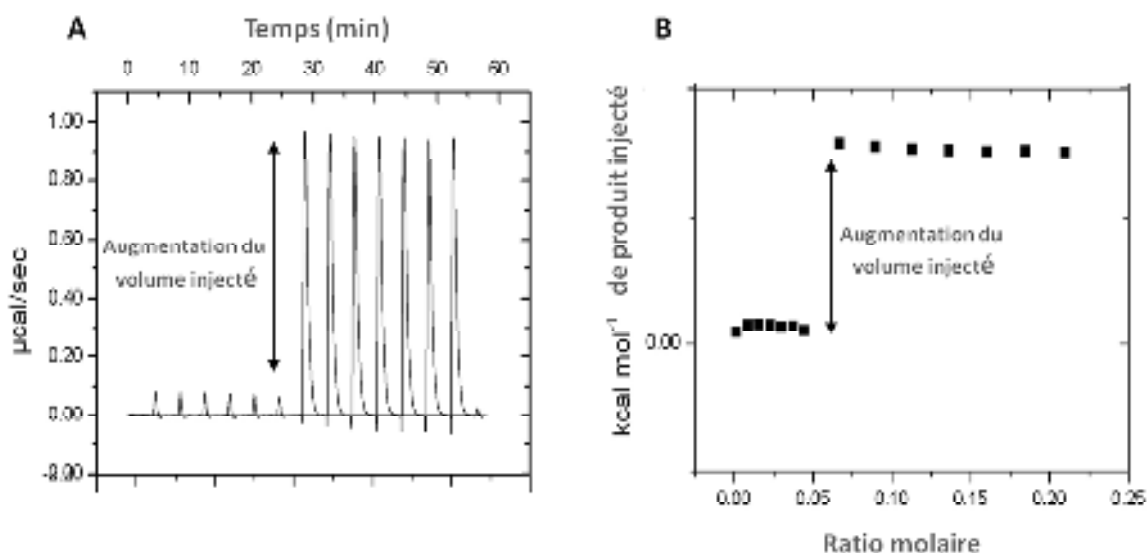 A
Temps (min)
0 10 20 30 40 50 60
1.00
0.80
0.60
0.40
0.20
0.00
-9.90
µcal/sec
Augmentation du
volume injecté
B
kcal mol⁻¹ de produit injecté
0.00
Augmentation du
volume injecté
0.00 0.05 0.10 0.15 0.20 0.25
Ratio molaire